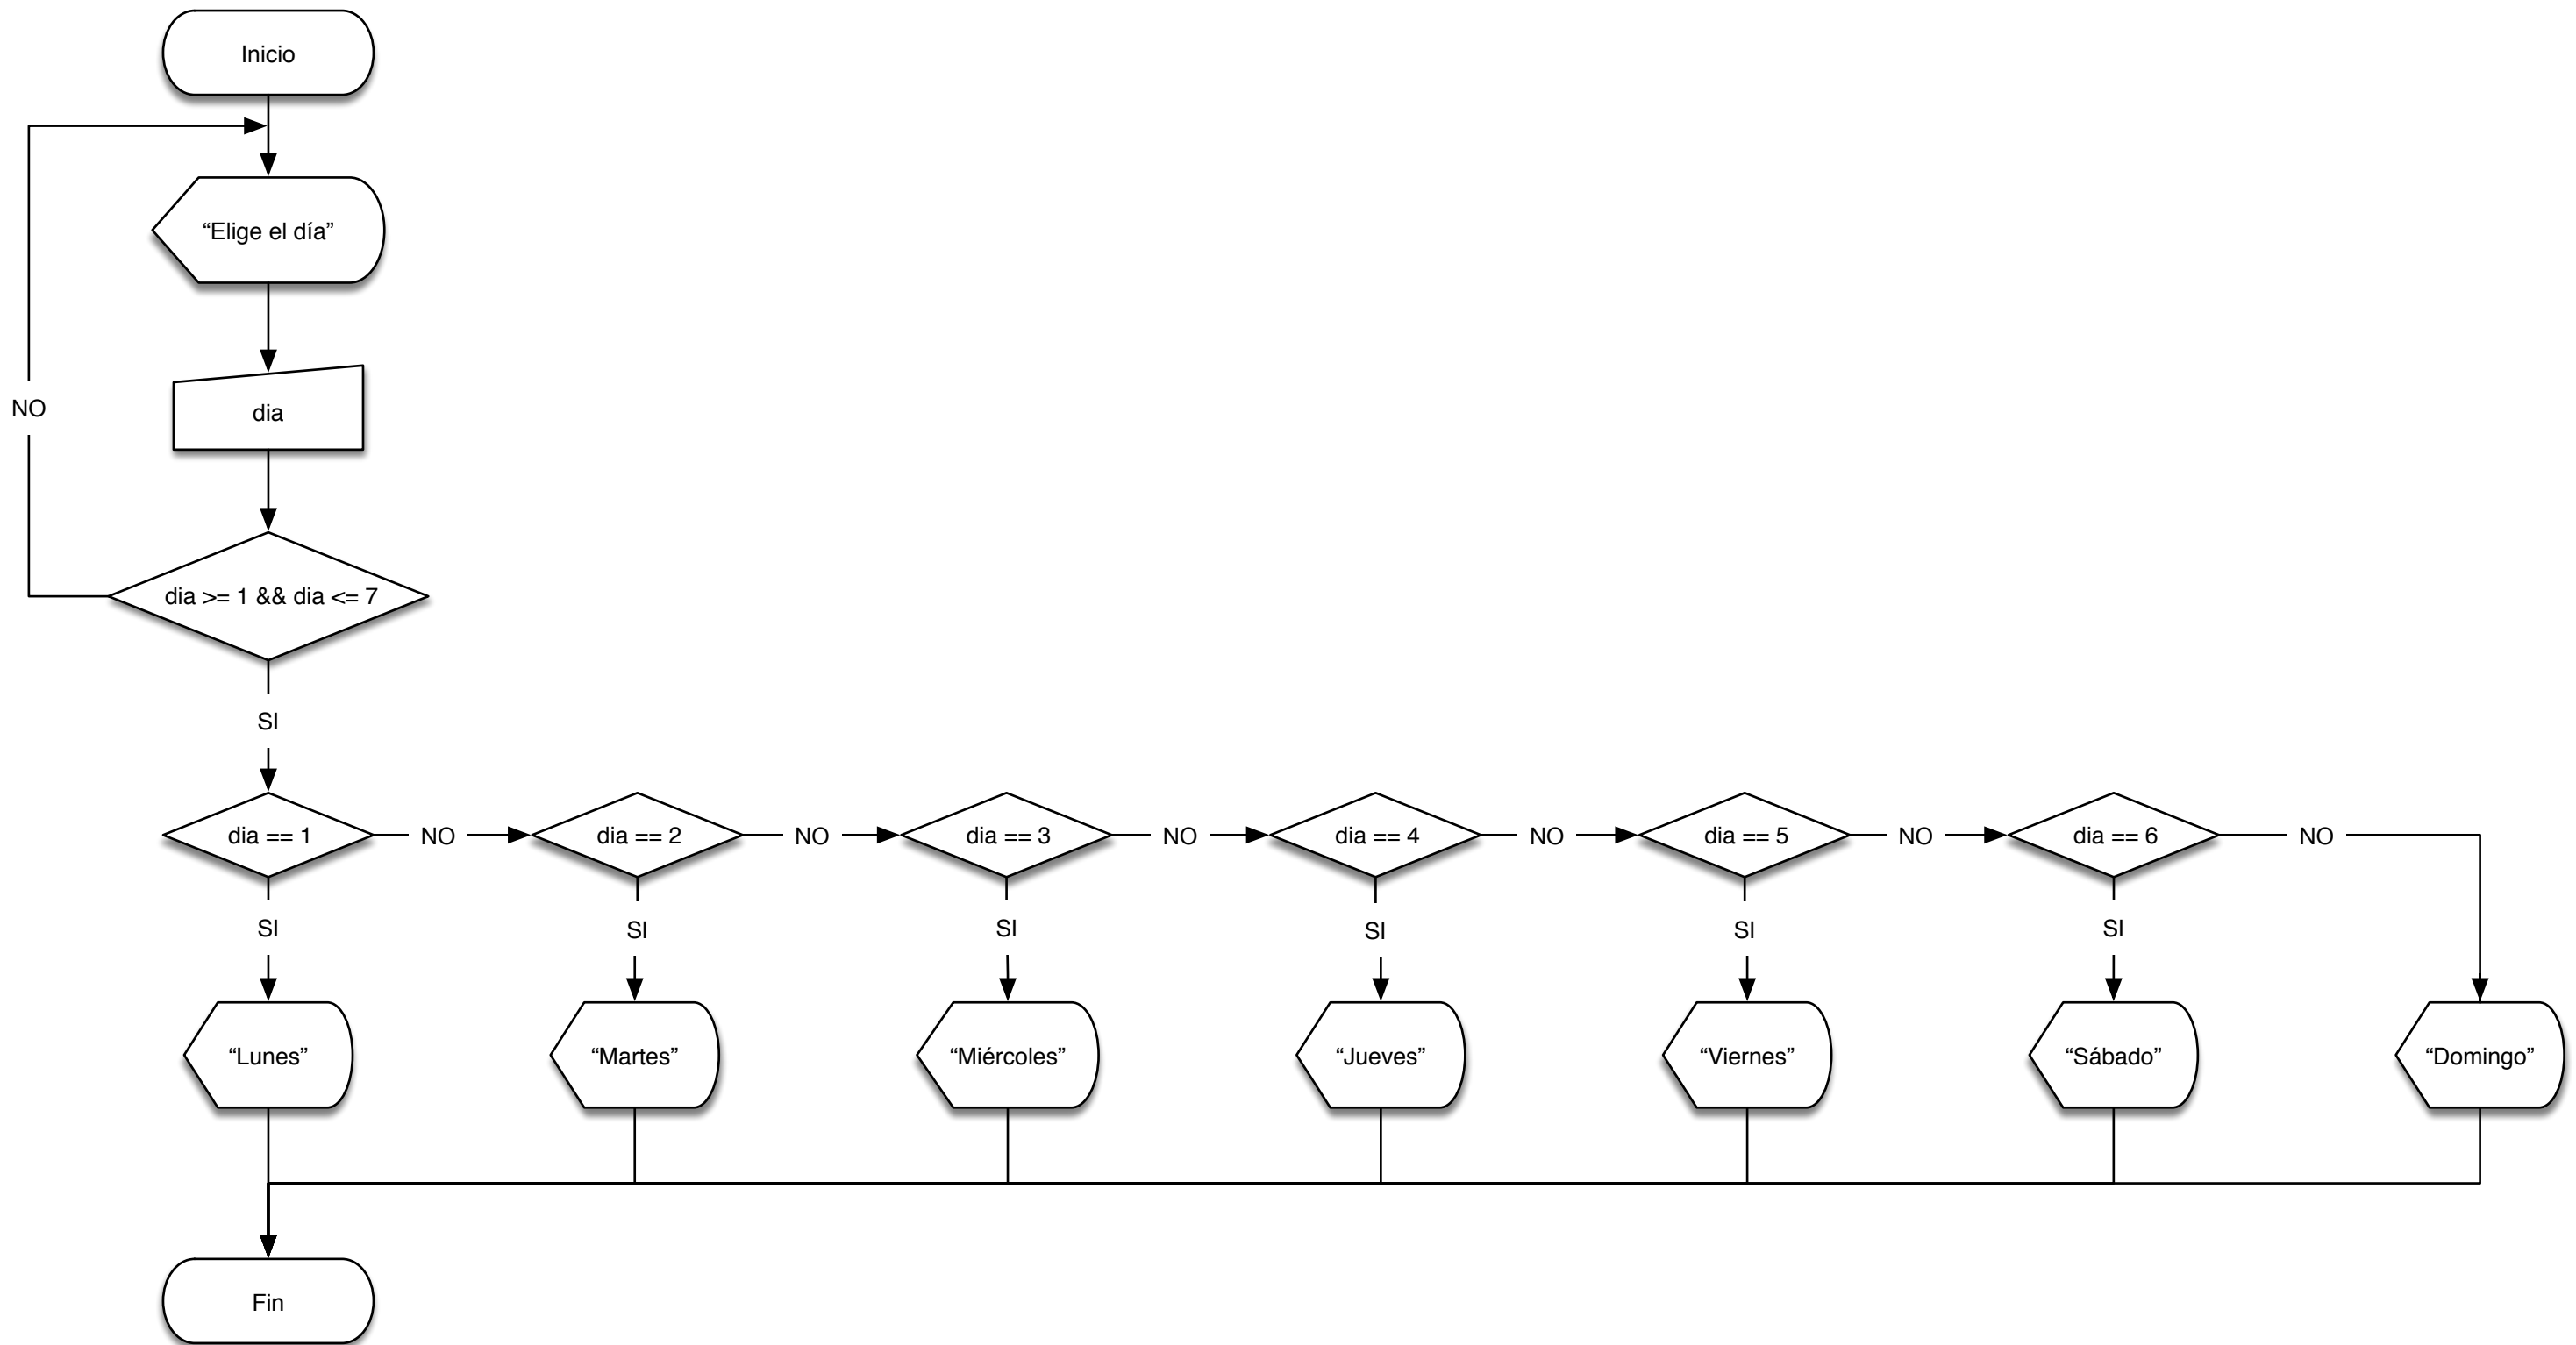 Inicio
“Elige el día”
NO
dia
dia >= 1 && dia <= 7
SI
dia == 1
NO
dia == 2
NO
dia == 3
NO
dia == 4
NO
dia == 5
NO
dia == 6
NO
SI
SI
SI
SI
SI
SI
“Lunes”
“Martes”
“Miércoles”
“Jueves”
“Viernes”
“Sábado”
“Domingo”
Fin